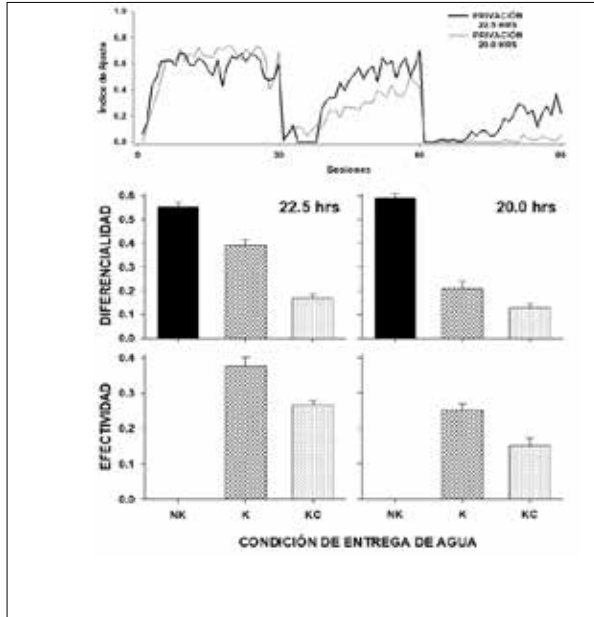 1.0
0.8
0.6
0.4
0.2
0.0
Índice de Ajuste
PRIVACIÓN
22.5 HRS
PRIVACIÓN
20.0 HRS
0
30
60
Sesiones
0.6
0.5
0.4
0.3
0.2
0.1
0.0
DIFERENCIALIDAD
22.5 hrs
20.0 hrs
0.4
0.3
0.2
0.1
0.0
EFECTIVIDAD
NK K KC NK K KC
CONDICIÓN DE ENTREGA DE AGUA